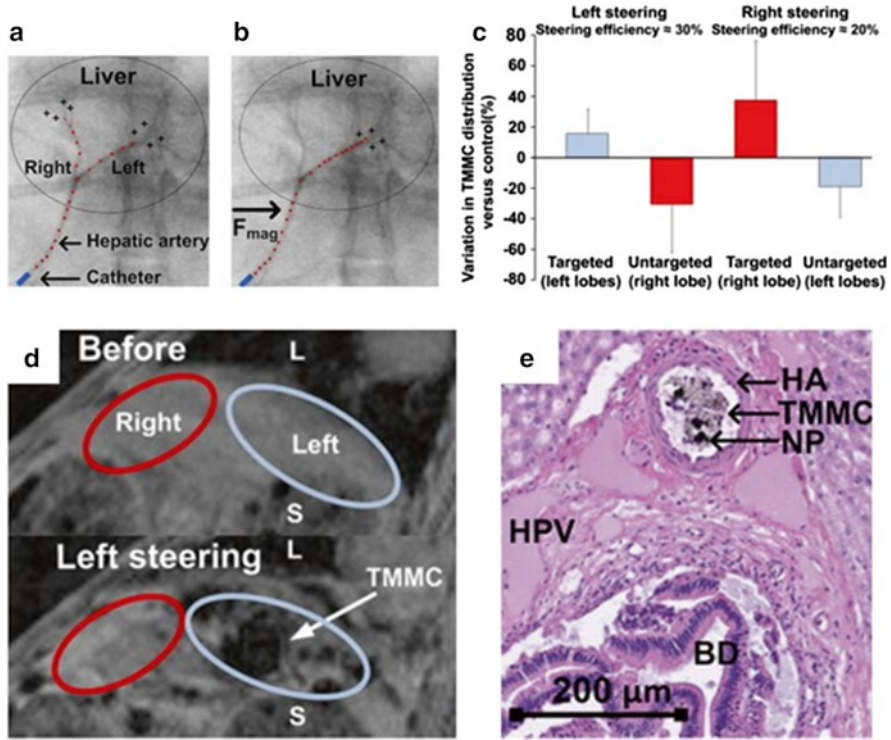 a
Liver
Right
Left
Hepatic artery
Catheter
b
Liver
Fmag
c
Left steering
Steering efficiency ≈ 30%
Right steering
Steering efficiency ≈ 20%
Variation in TMMC distribution
versus control(%)
80
60
40
20
0
-20
-40
-60
-80
Targeted
(left lobes)
Untargeted
(right lobe)
Targeted
(right lobe)
Untargeted
(left lobes)
d
Before
L
Right
Left
S
Left steering
L
TMMC
S
e
HA
TMMC
NP
HPV
BD
200 μm